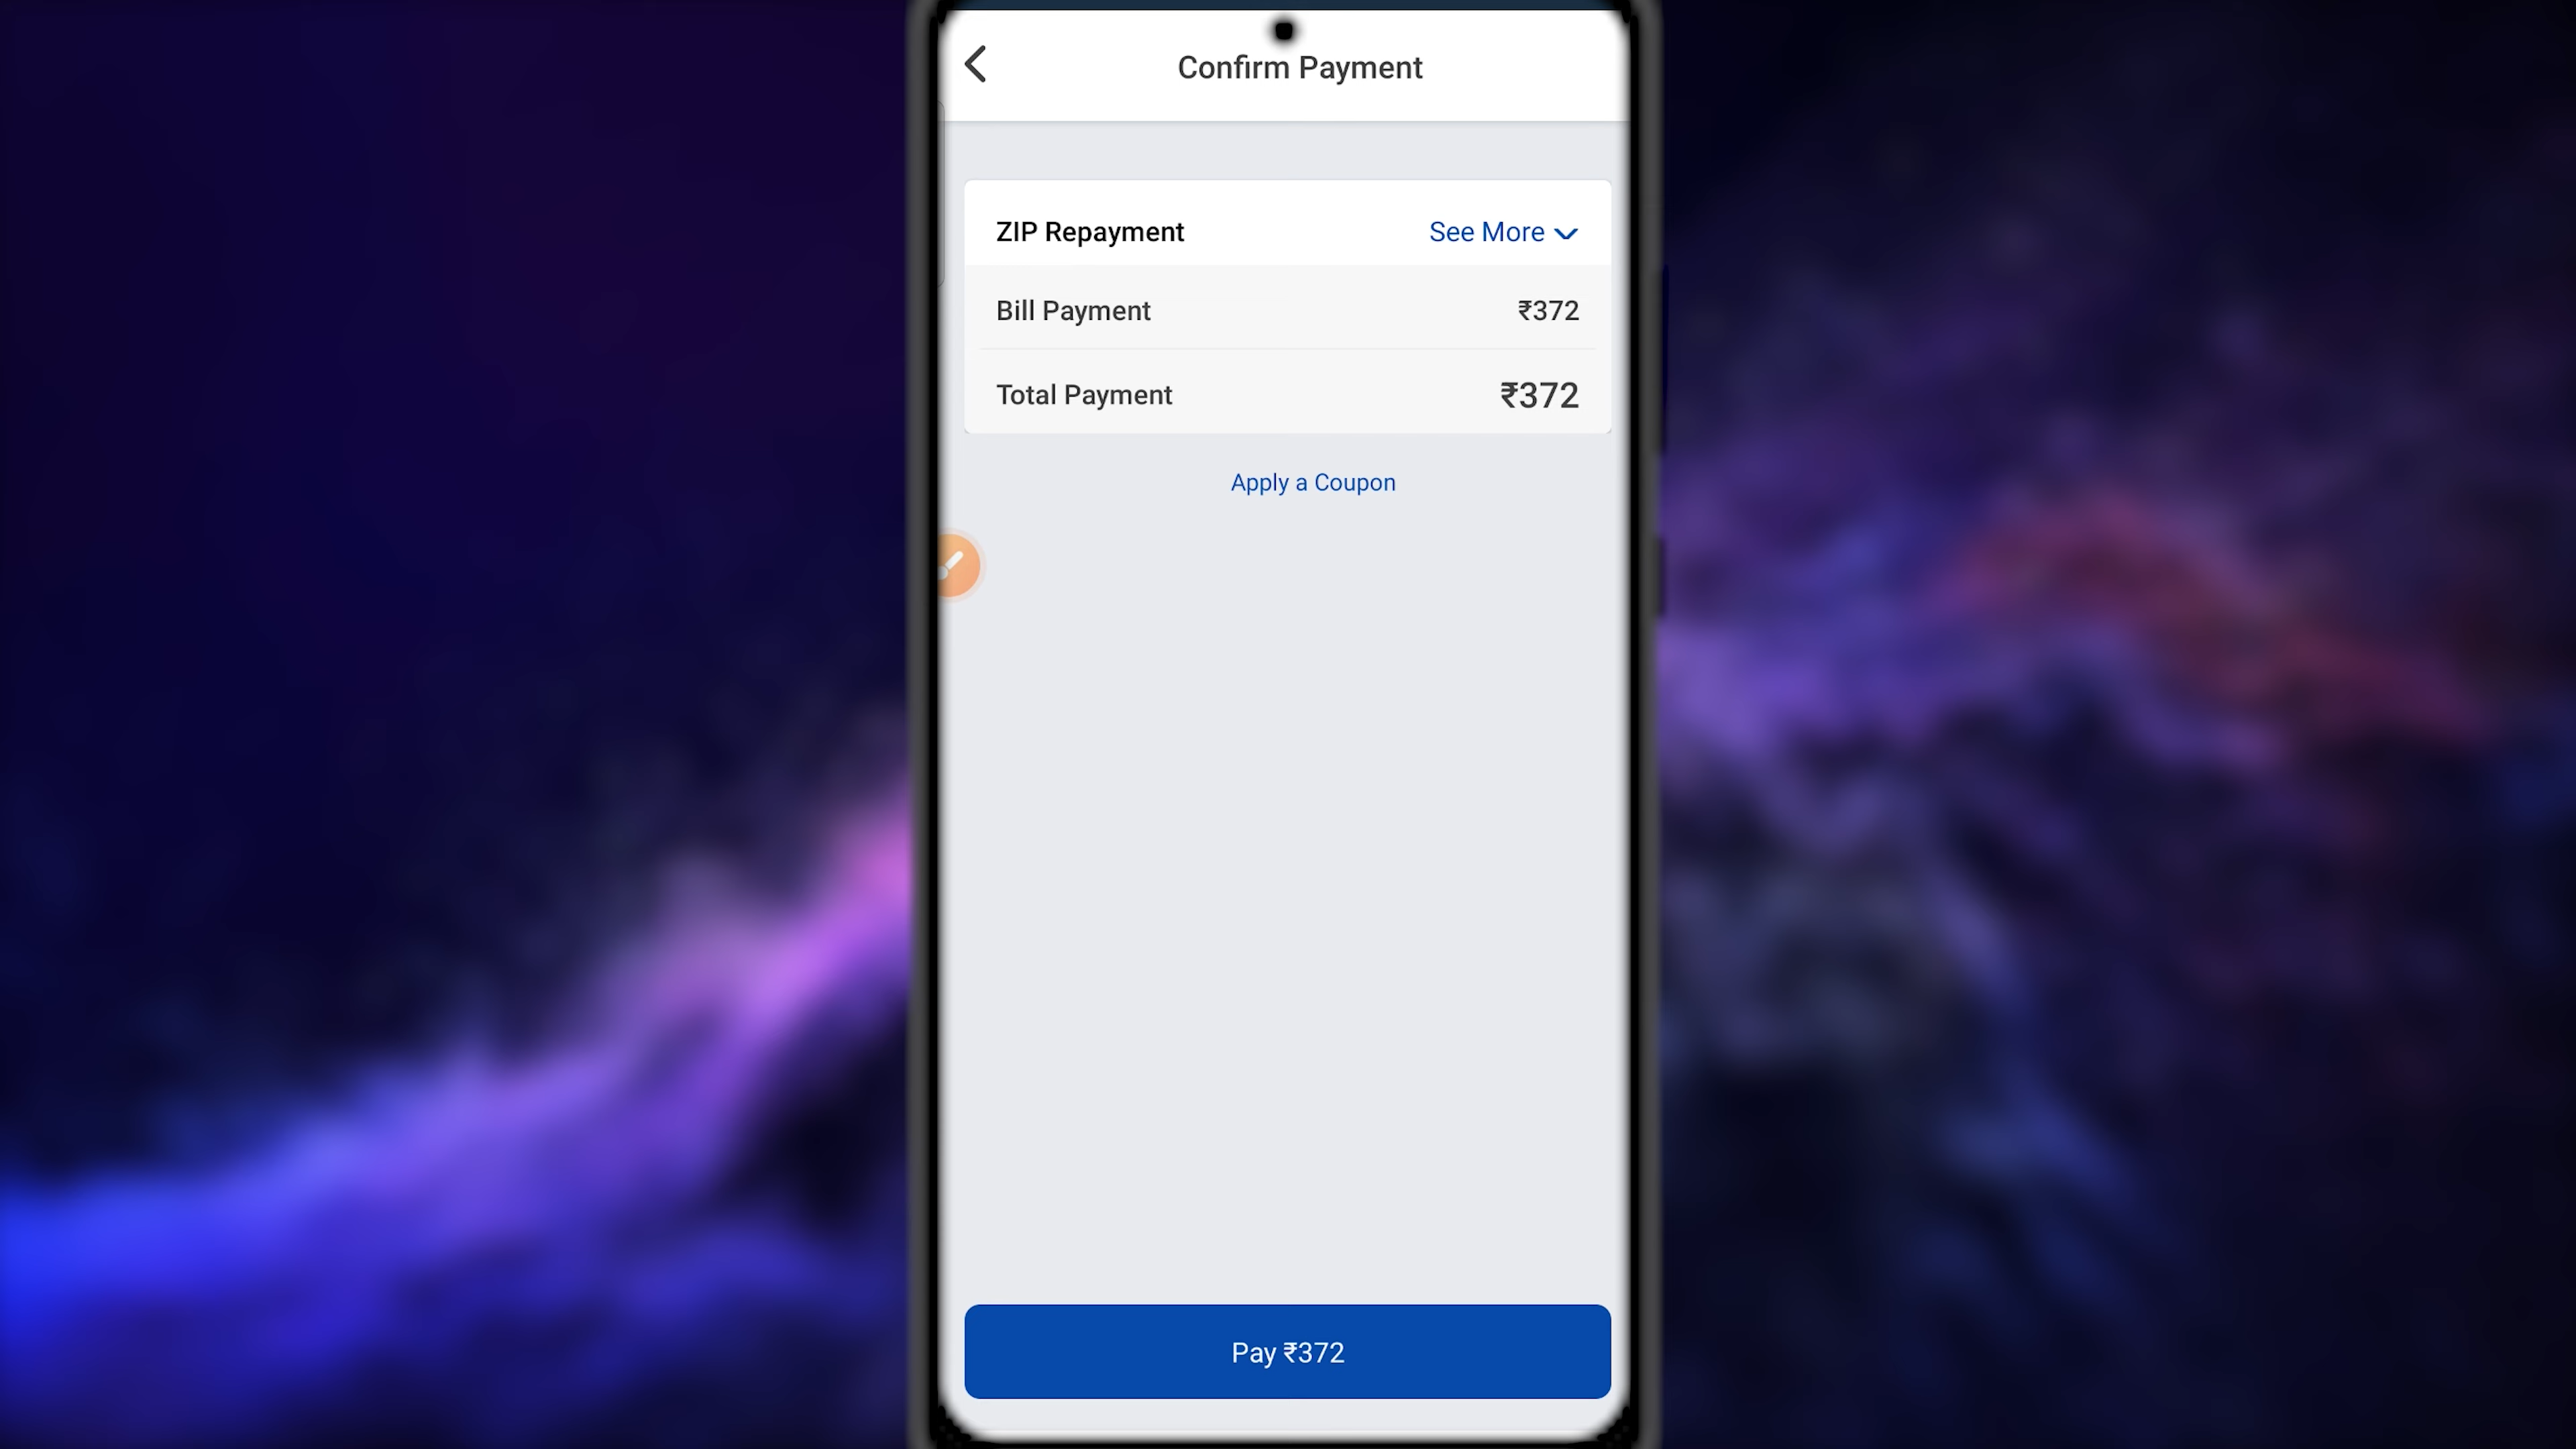 Confirm Payment
ZIP Repayment See More
Bill Payment ₹372
Total Payment ₹372
Apply a Coupon
Pay ₹372